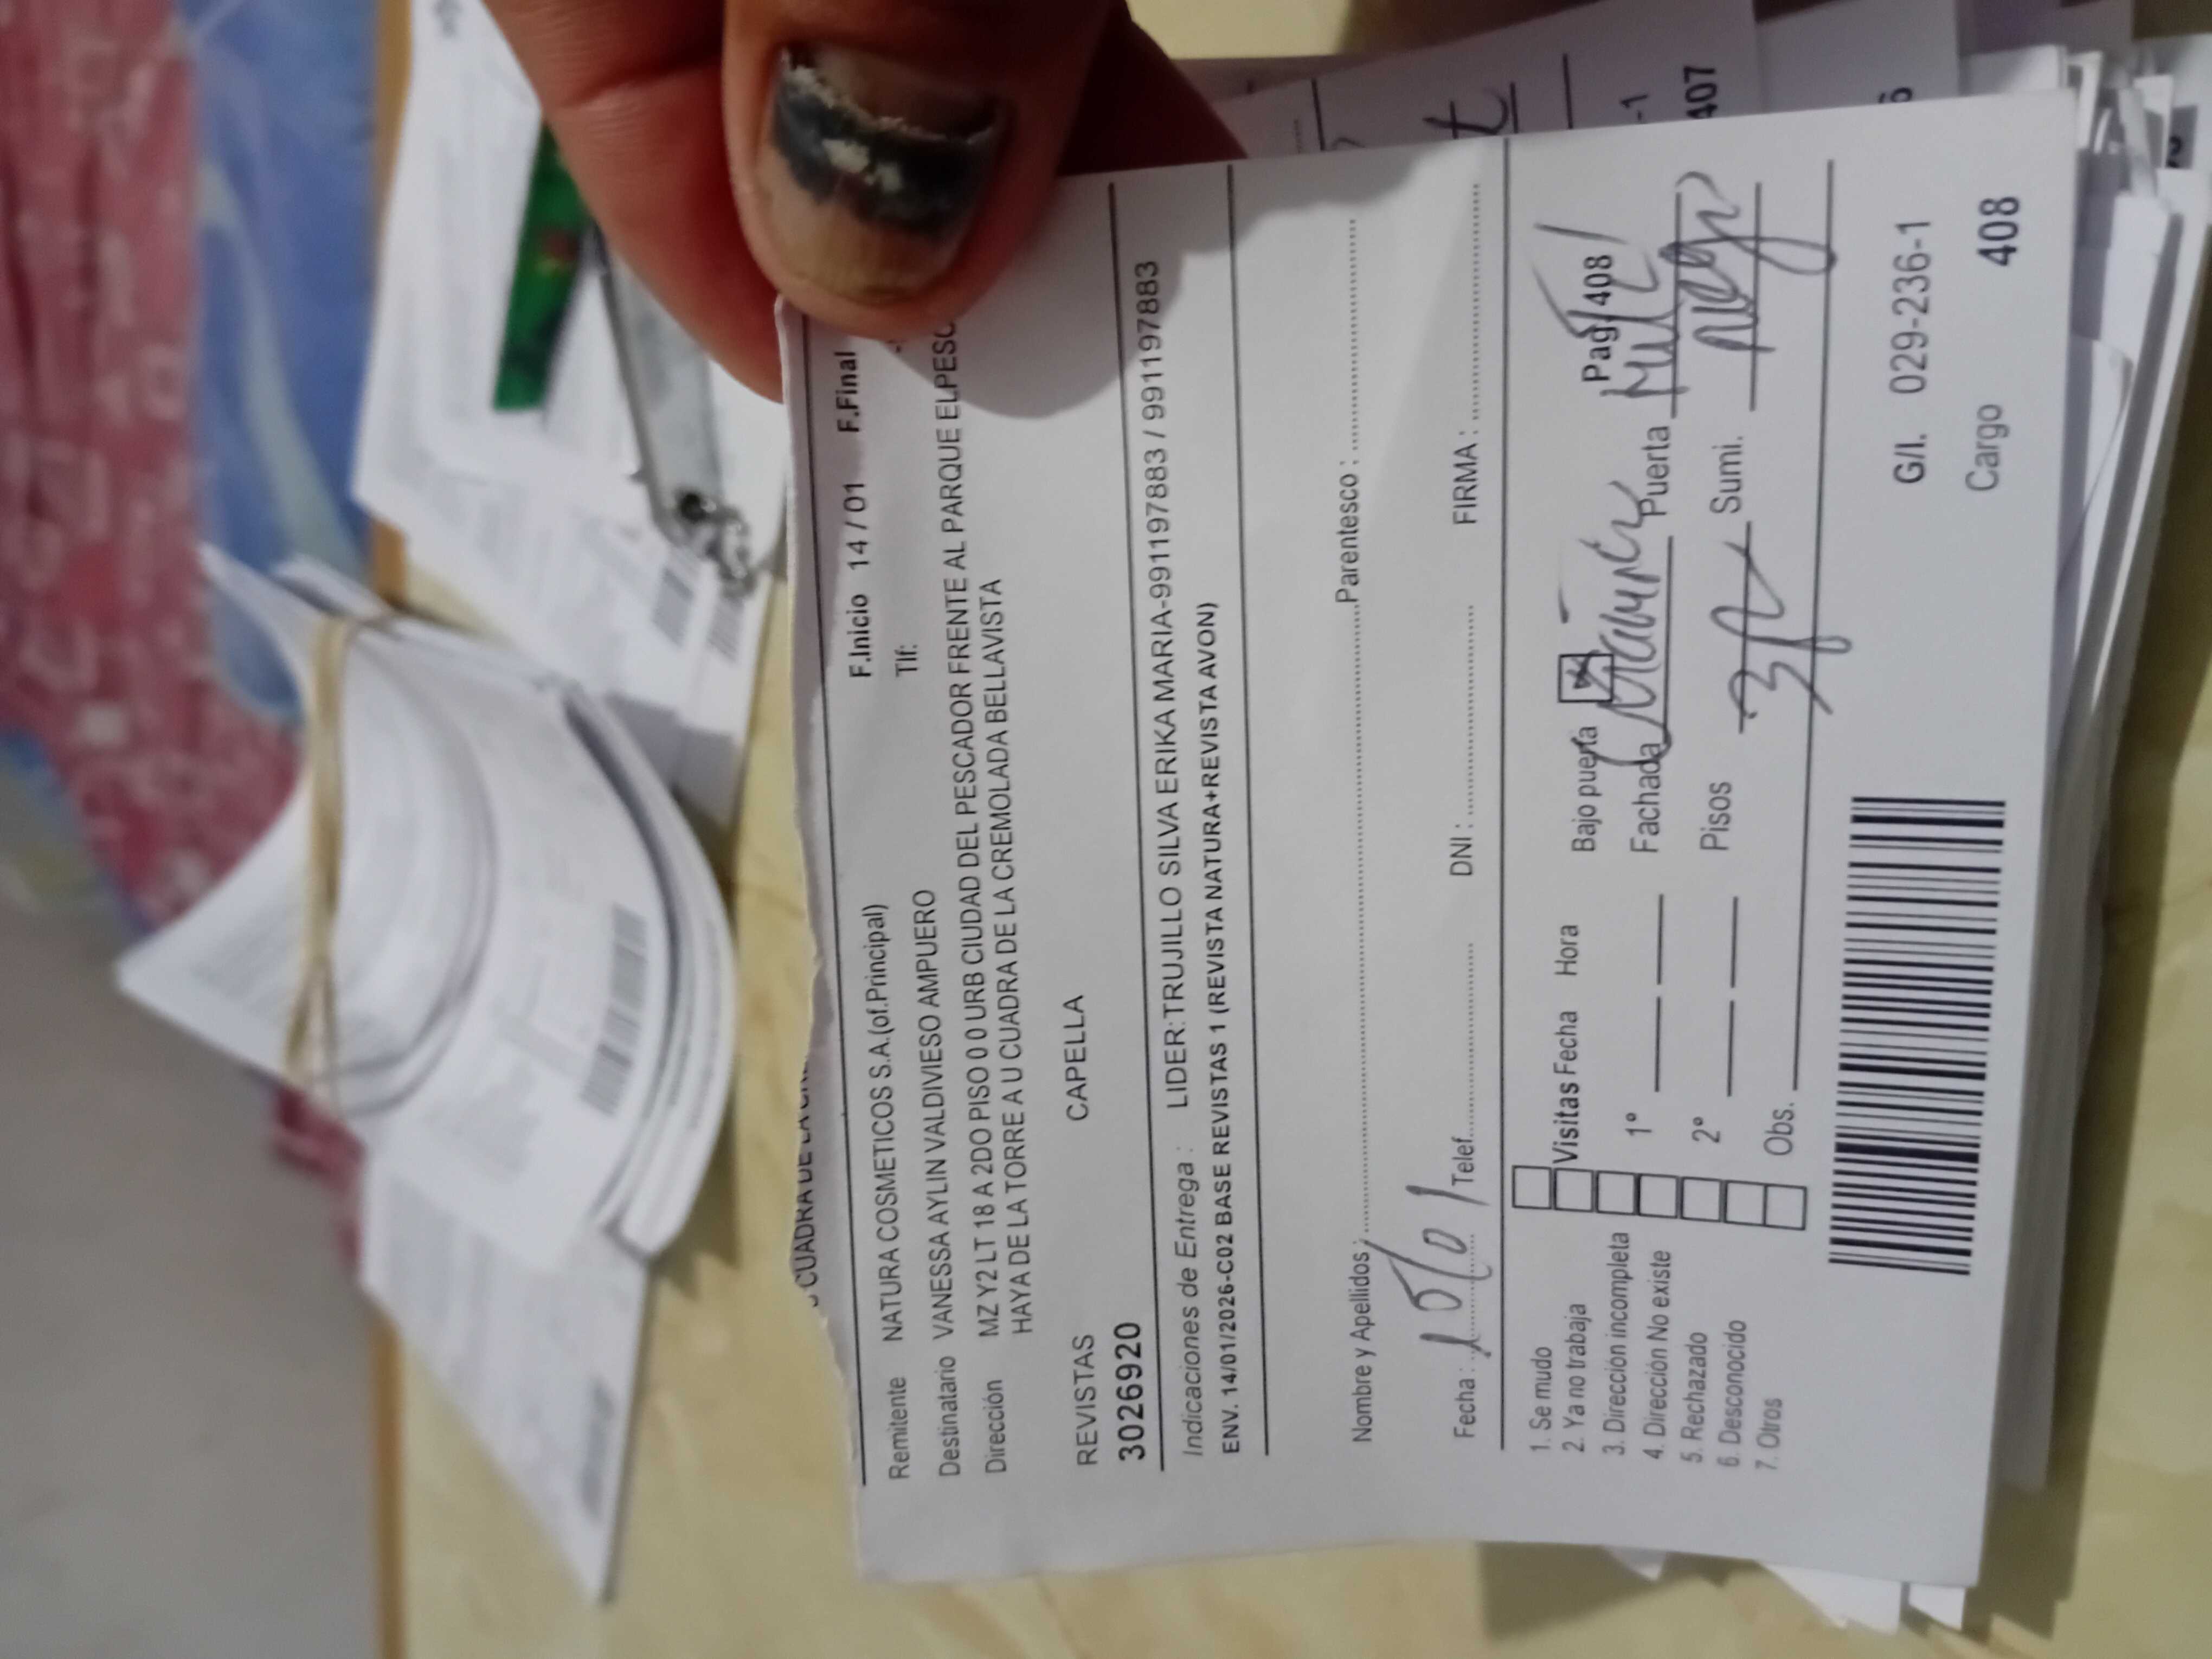 F.Inicio 14 / 01 F.Final
Remitente NATURA COSMETICOS S.A.(of.Principal) Tlf:
Destinatario VANESSA AYLIN VALDIVIESO AMPUERO
Dirección MZ Y2 LT 18 A 2DO PISO 0 0 URB CIUDAD DEL PESCADOR FRENTE AL PARQUE ELPESC
HAYA DE LA TORRE A U CUADRA DE LA CREMOLADA BELLAVISTA
REVISTAS CAPELLA
3026920
Indicaciones de Entrega : LIDER:TRUJILLO SILVA ERIKA MARIA-991197883 / 991197883
ENV. 14/01/2026-C02 BASE REVISTAS 1 (REVISTA NATURA+REVISTA AVON)
Nombre y Apellidos : Parentesco :
Fecha : Telef. DNI : FIRMA :
1. Se mudo
2. Ya no trabaja
3. Dirección incompleta
4. Dirección No existe
5. Rechazado
6. Desconocido
7. Otros
Visitas Fecha Hora
1°
2°
Obs.
Bajo puerta Pag. 408
Fachada Puerta
Pisos 3 Sumi.
G/I. 029-236-1
Cargo 408
-1
407